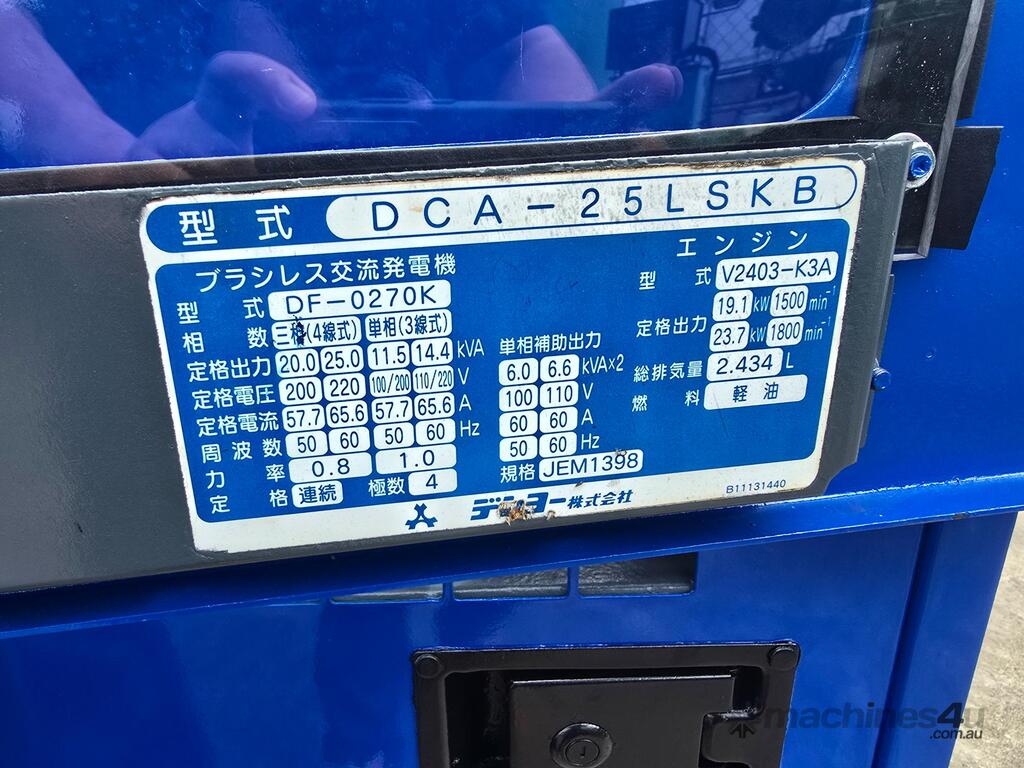 型式 DCA-25LSKB
ブラシレス交流発電機
型式 DF-0270K
相数 三相(4線式) 単相(3線式)
定格出力 20.0 25.0 11.5 14.4 kVA
定格電圧 200 220 100/200 110/220 V
定格電流 57.7 65.6 57.7 65.6 A
周波数 50 60 50 60 Hz
力率 0.8 1.0
定格 連続 極数 4
単相補助出力
6.0 6.6 kVA×2
100 110 V
60 60 A
50 60 Hz
規格 JEM1398
エンジン
型式 V2403-K3A
定格出力 19.1 kW 1500 min⁻¹
23.7 kW 1800 min⁻¹
総排気量 2.434 L
燃料 軽油
デンヨー株式会社
B11131440
machines4u
.com.au